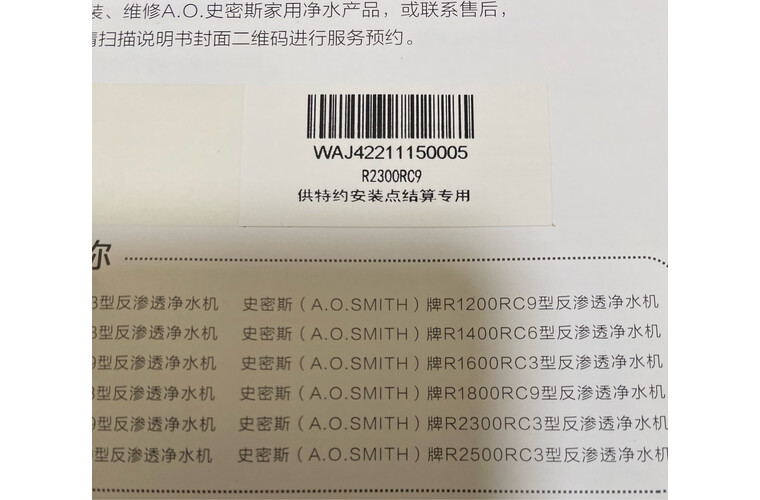 装、维修A.O.史密斯家用净水产品，或联系售后，
请扫描说明书封面二维码进行服务预约。
WAJ42211150005
R2300RC9
供特约安装点结算专用
称
3型反渗透净水机 史密斯（A.O.SMITH）牌R1200RC9型反渗透净水机
3型反渗透净水机 史密斯（A.O.SMITH）牌R1400RC6型反渗透净水机
9型反渗透净水机 史密斯（A.O.SMITH）牌R1600RC3型反渗透净水机
3型反渗透净水机 史密斯（A.O.SMITH）牌R1800RC9型反渗透净水机
9型反渗透净水机 史密斯（A.O.SMITH）牌R2300RC3型反渗透净水机
型反渗透净水机 史密斯（A.O.SMITH）牌R2500RC3型反渗透净水机